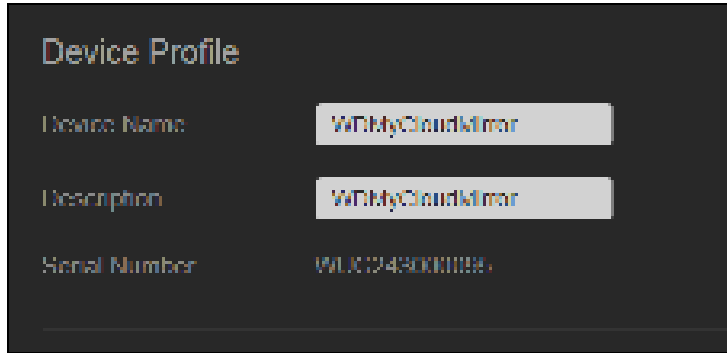 Device Profile
Device Name WDMyCloudMirror
Description WDMyCloudMirror
Serial Number